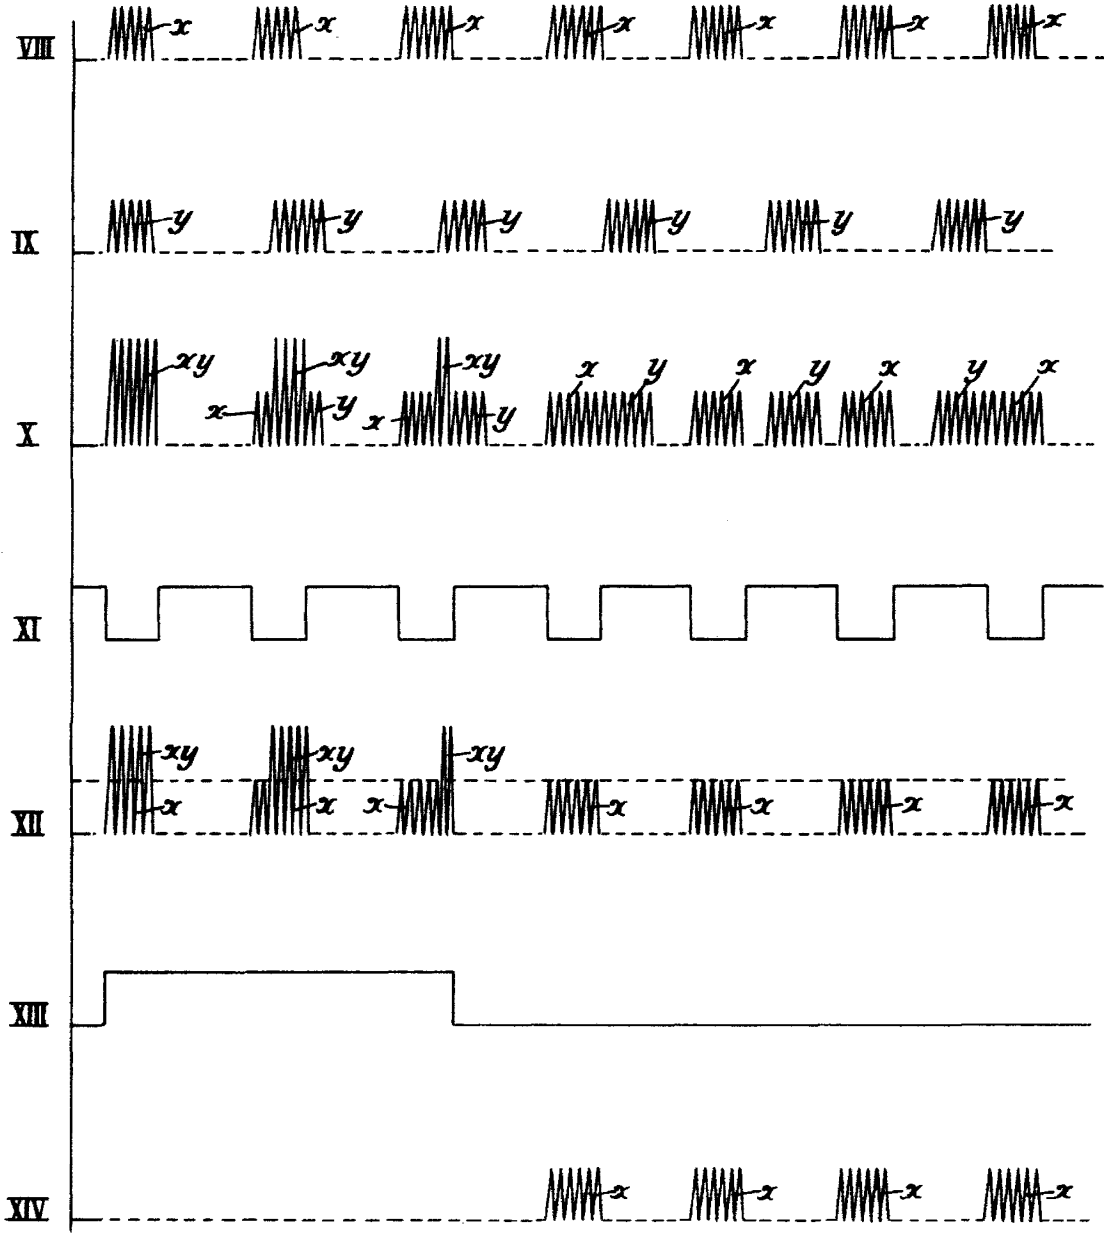 VIII x x x x x x x
IX y y y y y y
X xy x xy y x xy y x y x y x y x
XI
XII xy x xy x x xy x x x x
XIII
XIV x x x x